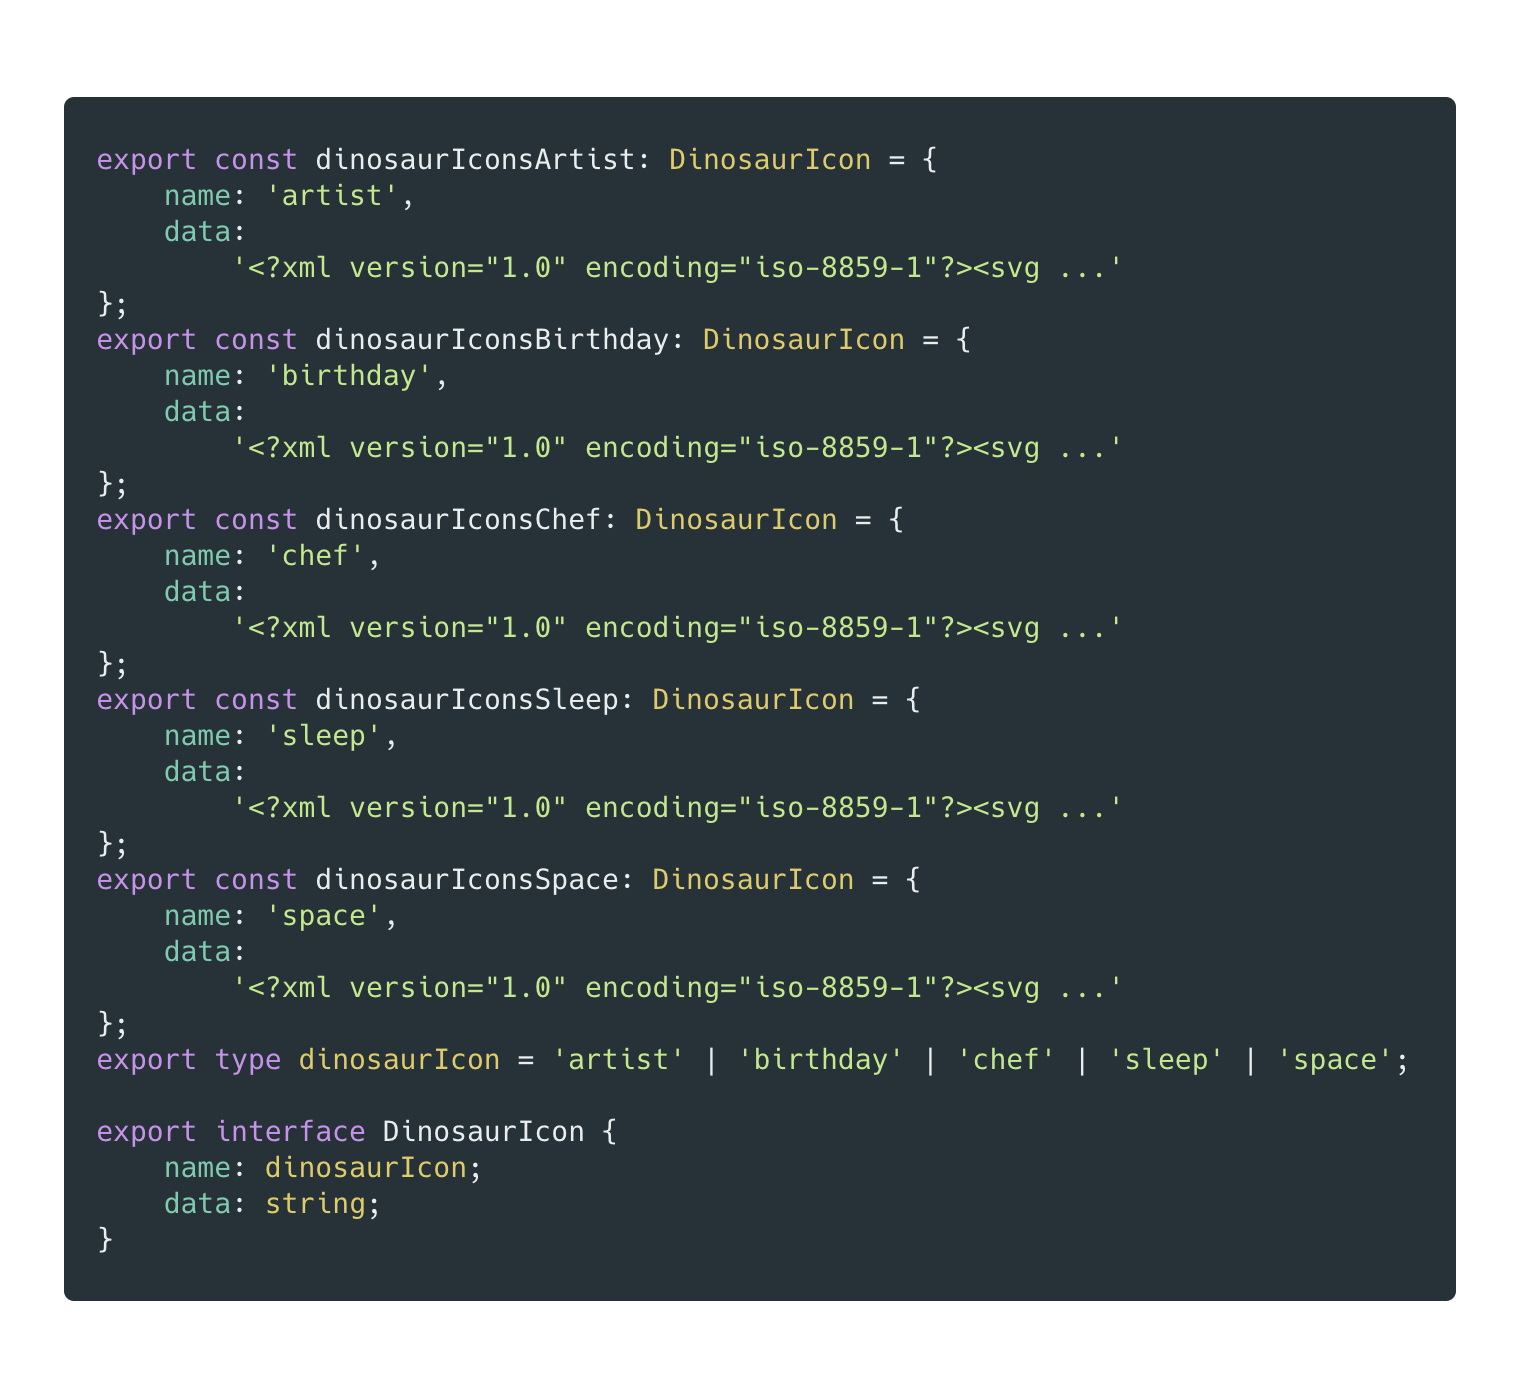 export const dinosaurIconsArtist: DinosaurIcon = {
    name: 'artist',
    data:
        '<?xml version="1.0" encoding="iso-8859-1"?><svg ...'
};
export const dinosaurIconsBirthday: DinosaurIcon = {
    name: 'birthday',
    data:
        '<?xml version="1.0" encoding="iso-8859-1"?><svg ...'
};
export const dinosaurIconsChef: DinosaurIcon = {
    name: 'chef',
    data:
        '<?xml version="1.0" encoding="iso-8859-1"?><svg ...'
};
export const dinosaurIconsSleep: DinosaurIcon = {
    name: 'sleep',
    data:
        '<?xml version="1.0" encoding="iso-8859-1"?><svg ...'
};
export const dinosaurIconsSpace: DinosaurIcon = {
    name: 'space',
    data:
        '<?xml version="1.0" encoding="iso-8859-1"?><svg ...'
};
export type dinosaurIcon = 'artist' | 'birthday' | 'chef' | 'sleep' | 'space';

export interface DinosaurIcon {
    name: dinosaurIcon;
    data: string;
}